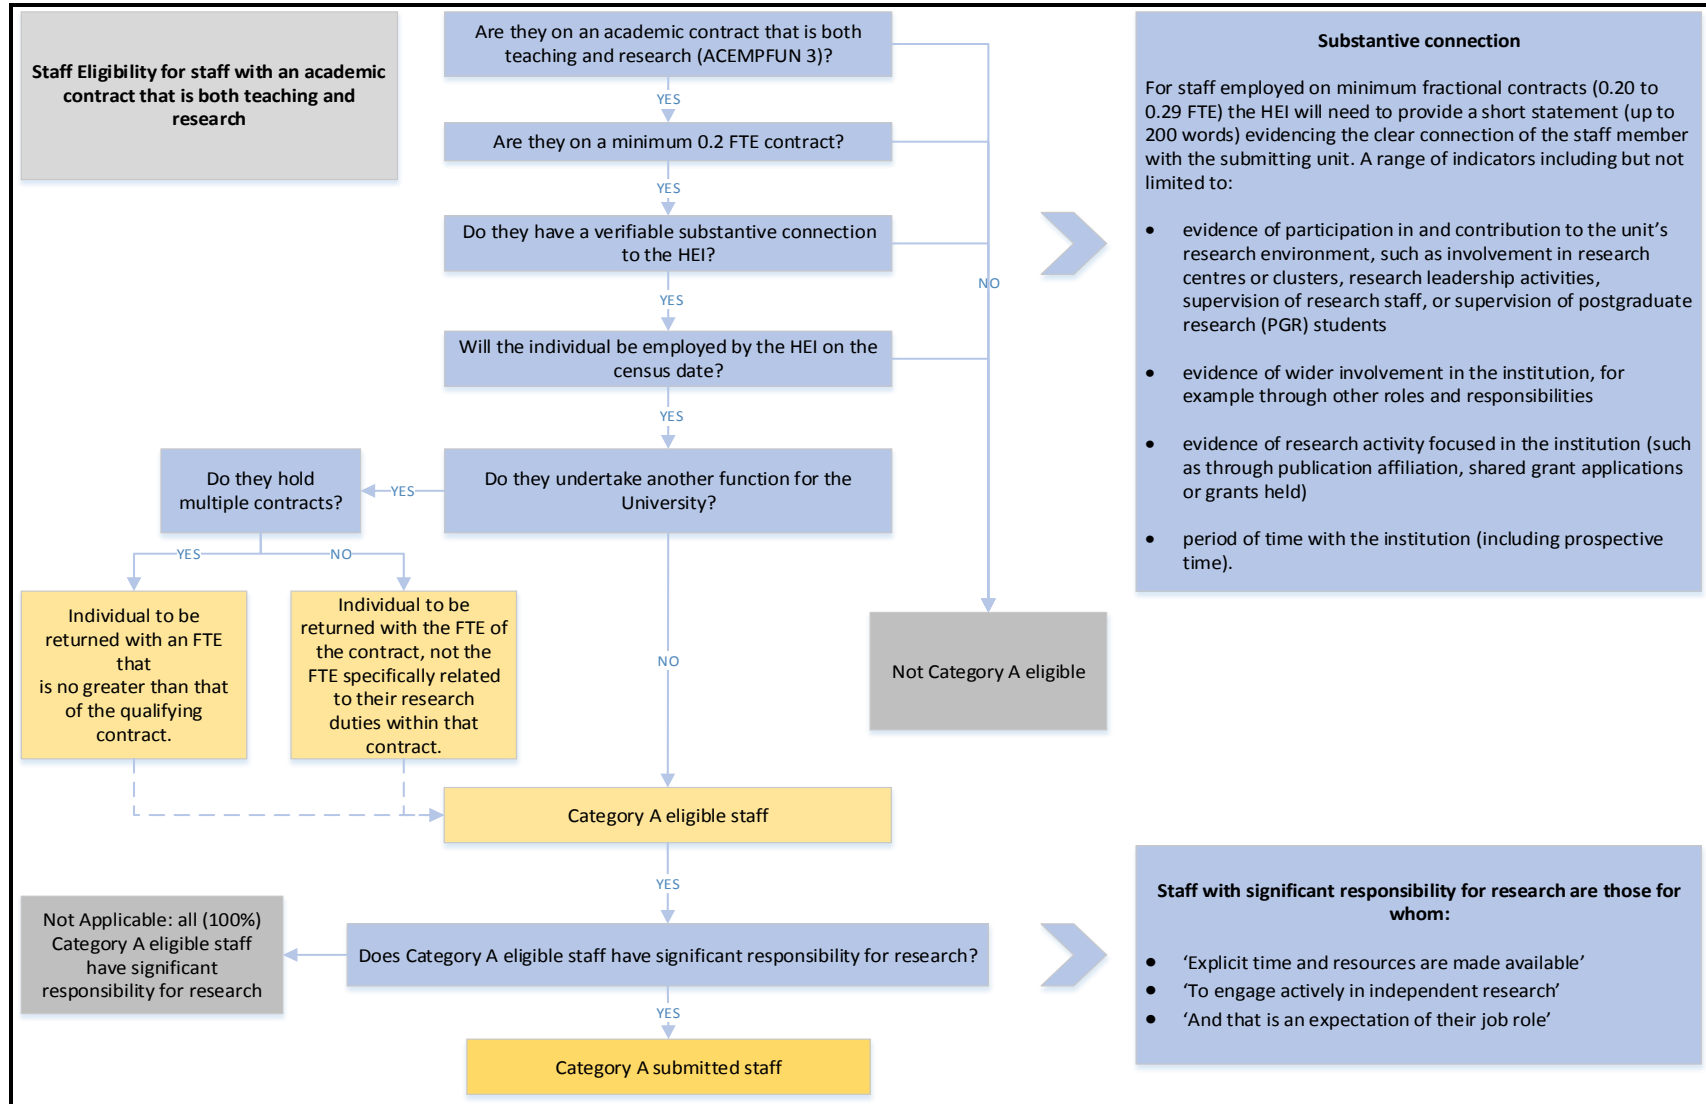 Staff Eligibility for staff with an academic
contract that is both teaching and
research
Are they on an academic contract that is both
teaching and research (ACEMPFUN 3)?
YES
Are they on a minimum 0.2 FTE contract?
YES
Do they have a verifiable substantive connection
to the HEI?
YES
NO
Will the individual be employed by the HEI on the
census date?
YES
Do they undertake another function for the
University?
YES
Do they hold
multiple contracts?
YES
NO
Individual to be
returned with an FTE
that
is no greater than that
of the qualifying
contract.
Individual to be
returned with the FTE of
the contract, not the
FTE specifically related
to their research
duties within that
contract.
NO
Not Category A eligible
Category A eligible staff
YES
Does Category A eligible staff have significant responsibility for research?
Not Applicable: all (100%)
Category A eligible staff
have significant
responsibility for research
YES
Category A submitted staff
Substantive connection
For staff employed on minimum fractional contracts (0.20 to
0.29 FTE) the HEI will need to provide a short statement (up to
200 words) evidencing the clear connection of the staff member
with the submitting unit. A range of indicators including but not
limited to:
• evidence of participation in and contribution to the unit's
research environment, such as involvement in research
centres or clusters, research leadership activities,
supervision of research staff, or supervision of postgraduate
research (PGR) students
• evidence of wider involvement in the institution, for
example through other roles and responsibilities
• evidence of research activity focused in the institution (such
as through publication affiliation, shared grant applications
or grants held)
• period of time with the institution (including prospective
time).
Staff with significant responsibility for research are those for
whom:
• ‘Explicit time and resources are made available’
• ‘To engage actively in independent research’
• ‘And that is an expectation of their job role’